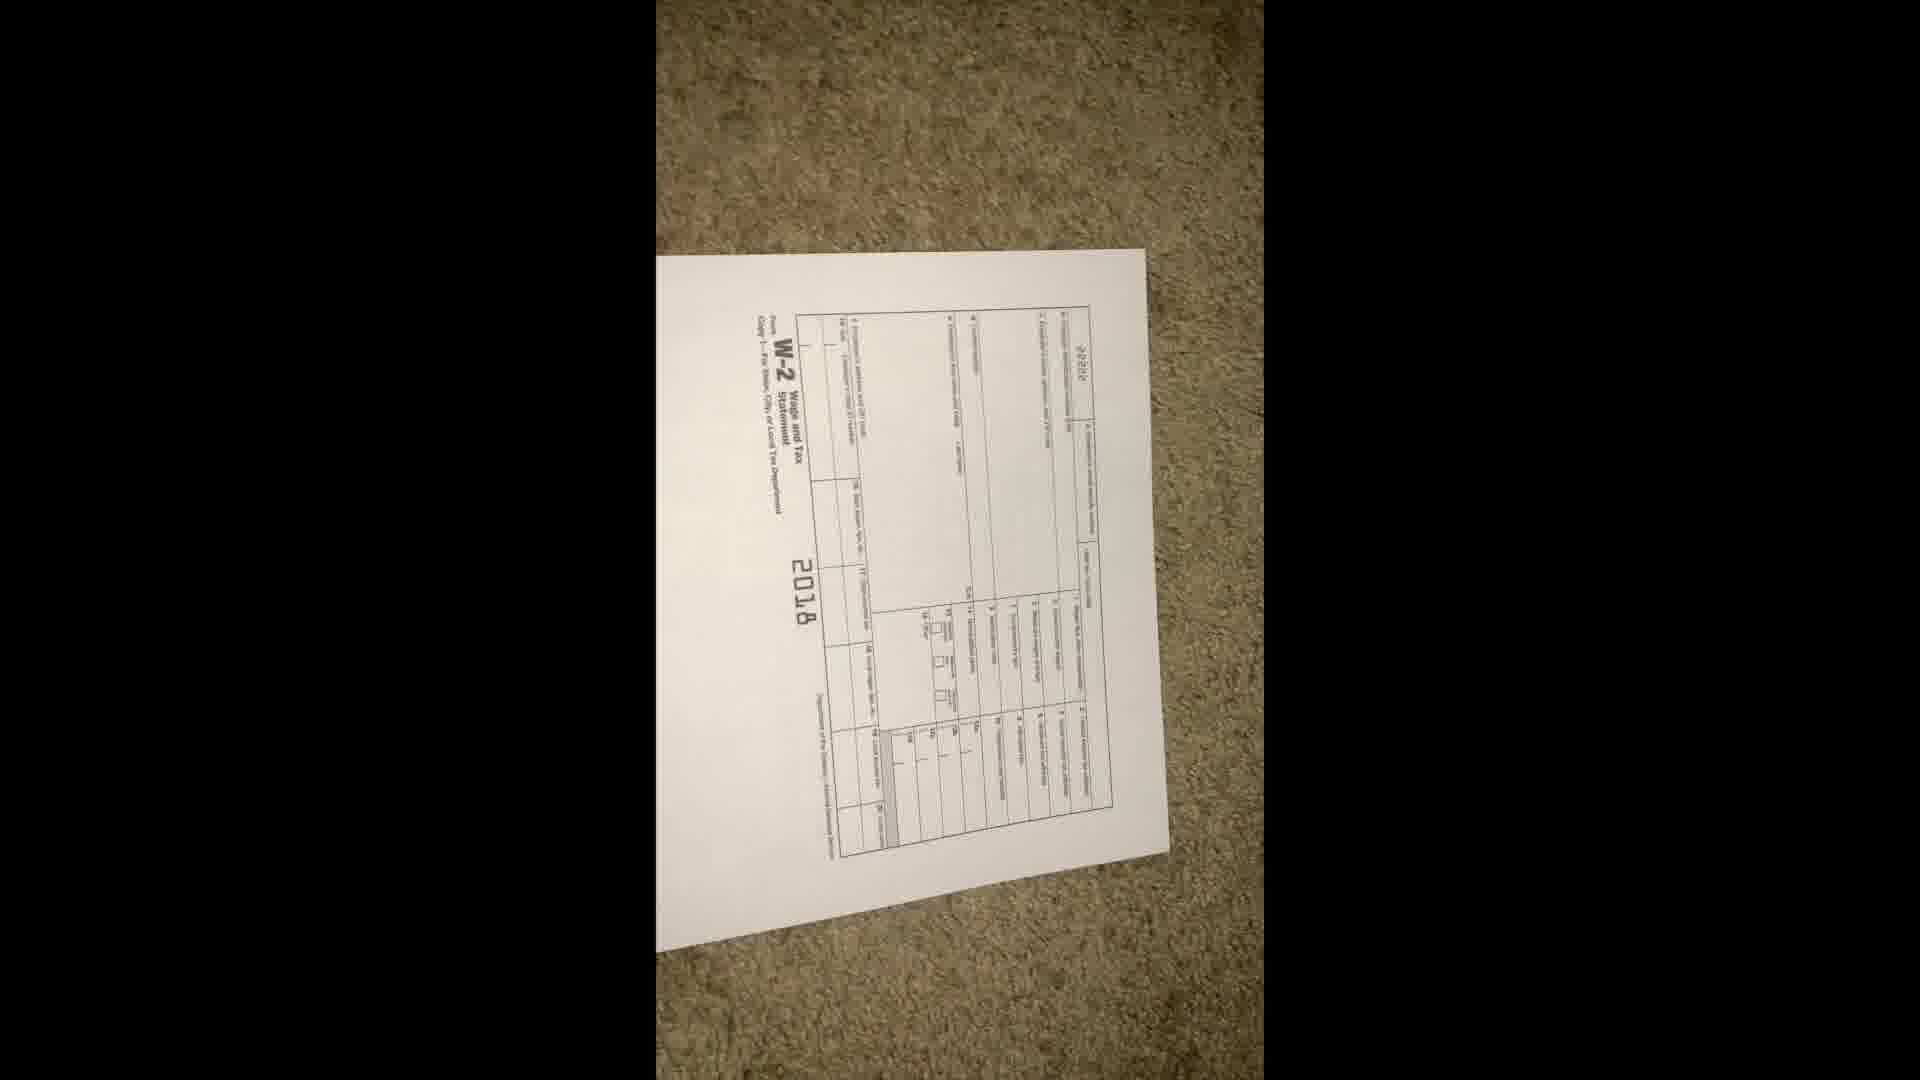 22222
a Employee's social security number
For Official Use Only
b Employer identification number (EIN)
1 Wages, tips, other compensation
2 Federal income tax withheld
c Employer's name, address, and ZIP code
3 Social security wages
4 Social security tax withheld
5 Medicare wages and tips
6 Medicare tax withheld
7 Social security tips
8 Allocated tips
d Control number
10 Dependent care benefits
e Employee's first name and initial
Last name
Suff.
11 Nonqualified plans
12a
13
12b
14 Other
12c
12d
f Employee's address and ZIP code
15 State
Employer's state ID number
16 State wages, tips, etc.
17 State income tax
18 Local wages, tips, etc.
19 Local income tax
20 Locality name
Form W-2 Wage and Tax Statement
2018
Department of the Treasury—Internal Revenue Service
Copy 1—For State, City, or Local Tax Department